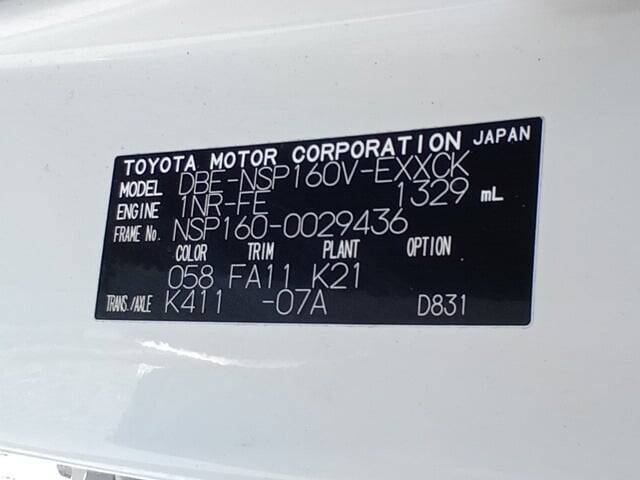 TOYOTA MOTOR CORPORATION JAPAN
MODEL DBE-NSP160V-EXXCK
ENGINE 1NR-FE 1329 mL
FRAME No. NSP160-0029436
COLOR TRIM PLANT OPTION
058 FA11 K21
TRANS./AXLE K411 -07A D831